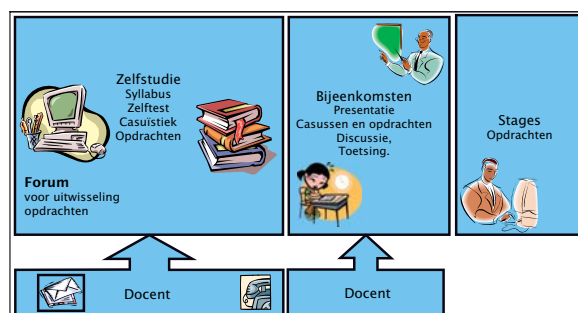 Zelfstudie
Syllabus
Zelftest
Casuïstiek
Opdrachten
Forum
voor uitwisseling
opdrachten
Bijeenkomsten
Presentatie
Casussen en opdrachten
Discussie,
Toetsing.
Stages
Opdrachten
Docent
Docent